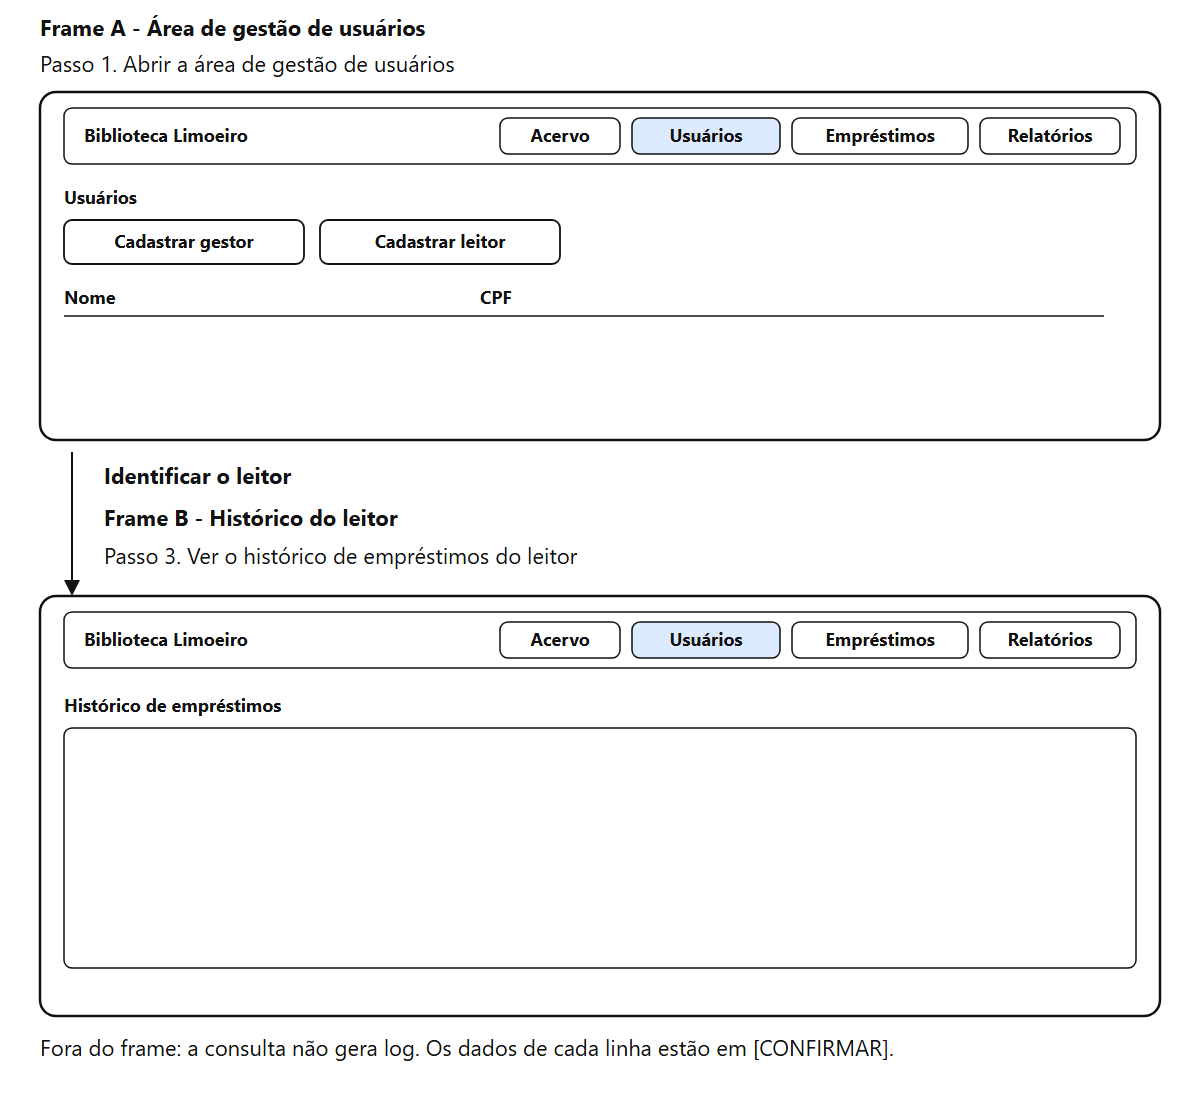 Frame A - Área de gestão de usuários
Passo 1. Abrir a área de gestão de usuários
Biblioteca Limoeiro Acervo Usuários Empréstimos Relatórios
Usuários
Cadastrar gestor Cadastrar leitor
Nome CPF
Identificar o leitor
Frame B - Histórico do leitor
Passo 3. Ver o histórico de empréstimos do leitor
Biblioteca Limoeiro Acervo Usuários Empréstimos Relatórios
Histórico de empréstimos
Fora do frame: a consulta não gera log. Os dados de cada linha estão em [CONFIRMAR].